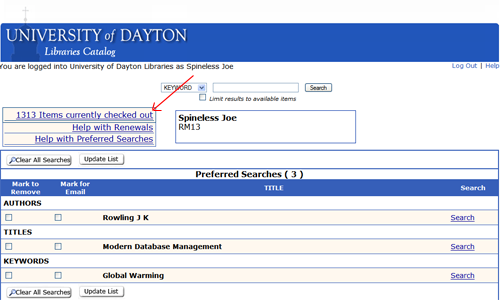 UNIVERSITY of DAYTON
Libraries Catalog
You are logged into University of Dayton Libraries as Spineless Joe
Log Out | Help
KEYWORD Search
Limit results to available items
1313 Items currently checked out
Help with Renewals
Help with Preferred Searches
Spineless Joe
RM13
Clear All Searches Update List
Preferred Searches ( 3 )
Mark to Remove Mark for Email TITLE Search
AUTHORS
Rowling J K Search
TITLES
Modern Database Management Search
KEYWORDS
Global Warming Search
Clear All Searches Update List